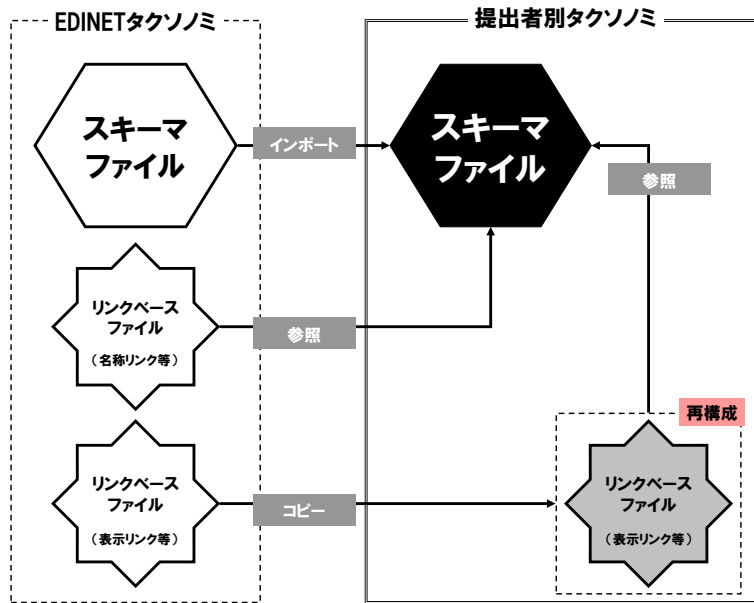 EDINETタクソノミ
提出者別タクソノミ
スキーマ
ファイル
インポート
スキーマ
ファイル
参照
リンクベース
ファイル
（名称リンク等）
参照
再構成
リンクベース
ファイル
（表示リンク等）
コピー
リンクベース
ファイル
（表示リンク等）